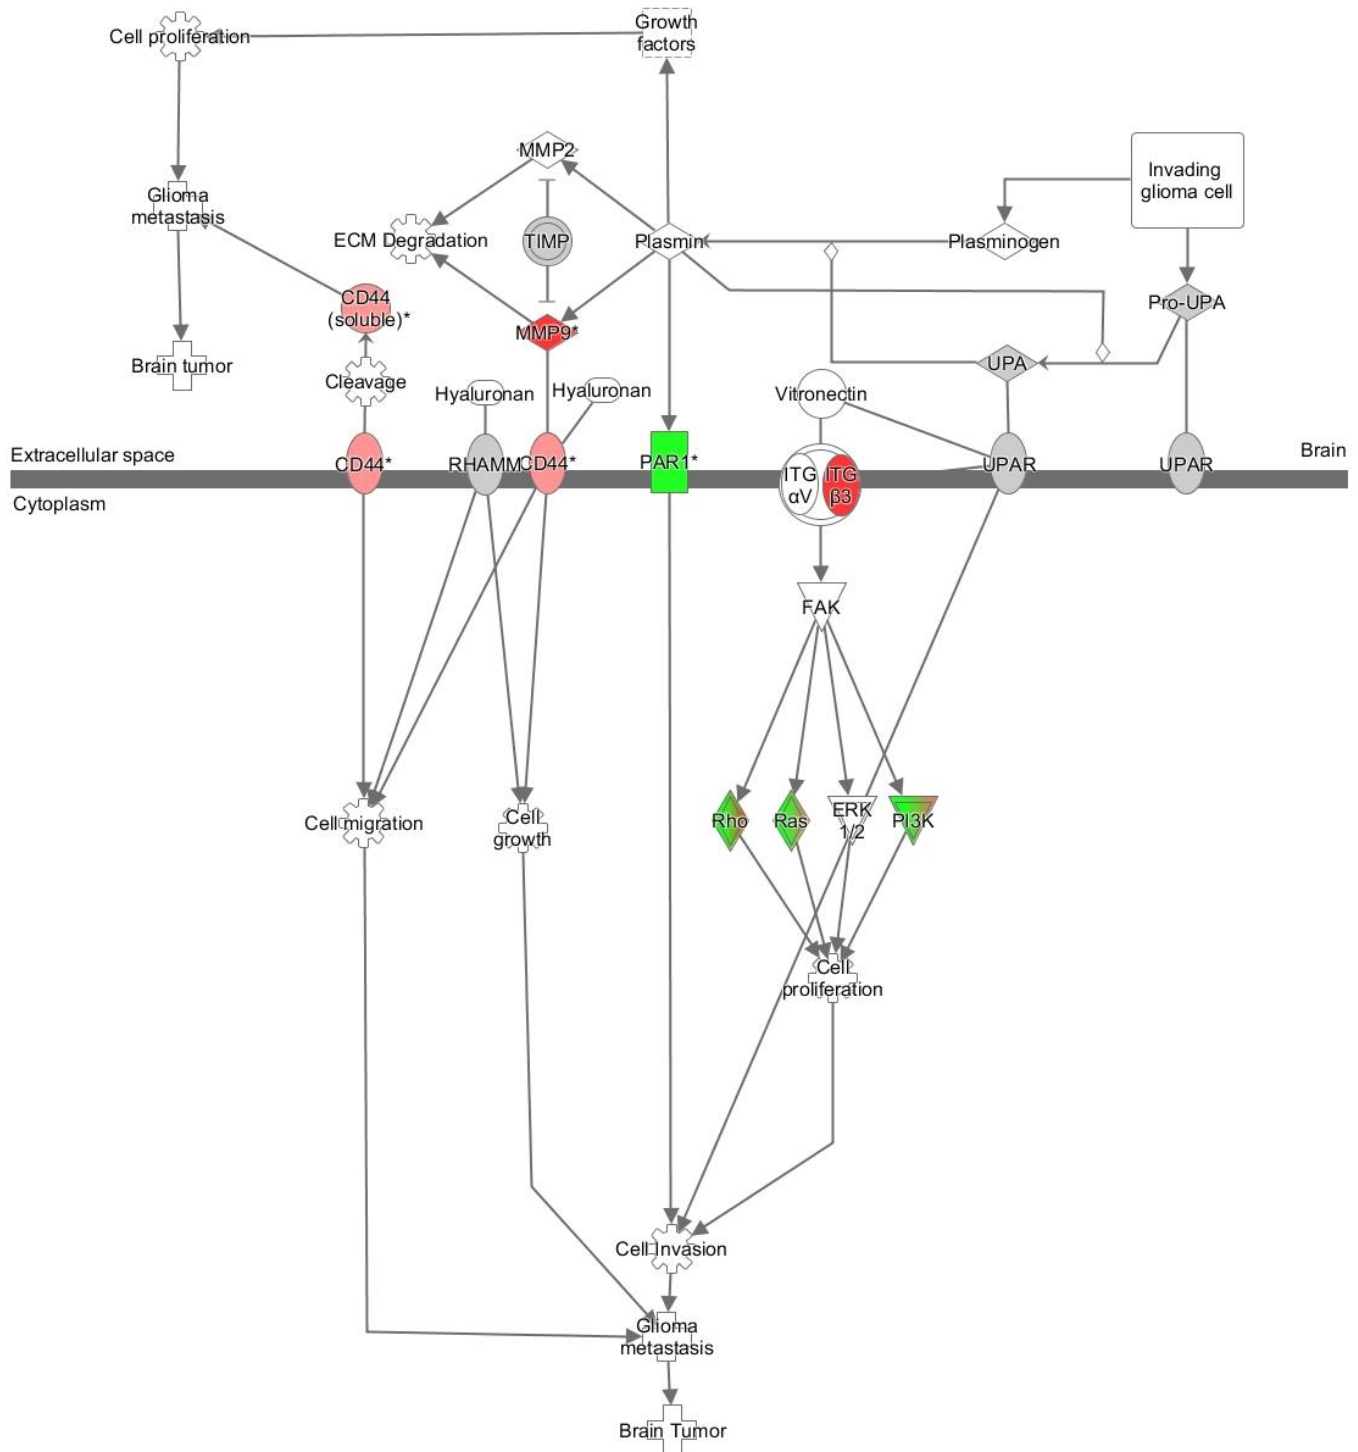 Growth
factors
Cell proliferation
MMP2
Invading
glioma cell
Glioma
metastasis
ECM Degradation
TIMP
Plasmin
Plasminogen
CD44
(soluble)*
Pro-UPA
MMP9*
Brain tumor
Cleavage
UPA
Hyaluronan
Hyaluronan
Vitronectin
Extracellular space
Brain
CD44*
RHAMM
CD44*
PAR1*
ITG
αV
ITG
β3
UPAR
UPAR
Cytoplasm
FAK
Cell migration
Cell
growth
Rho
Ras
ERK
1/2
PI3K
Cell
proliferation
Cell Invasion
Glioma
metastasis
Brain Tumor